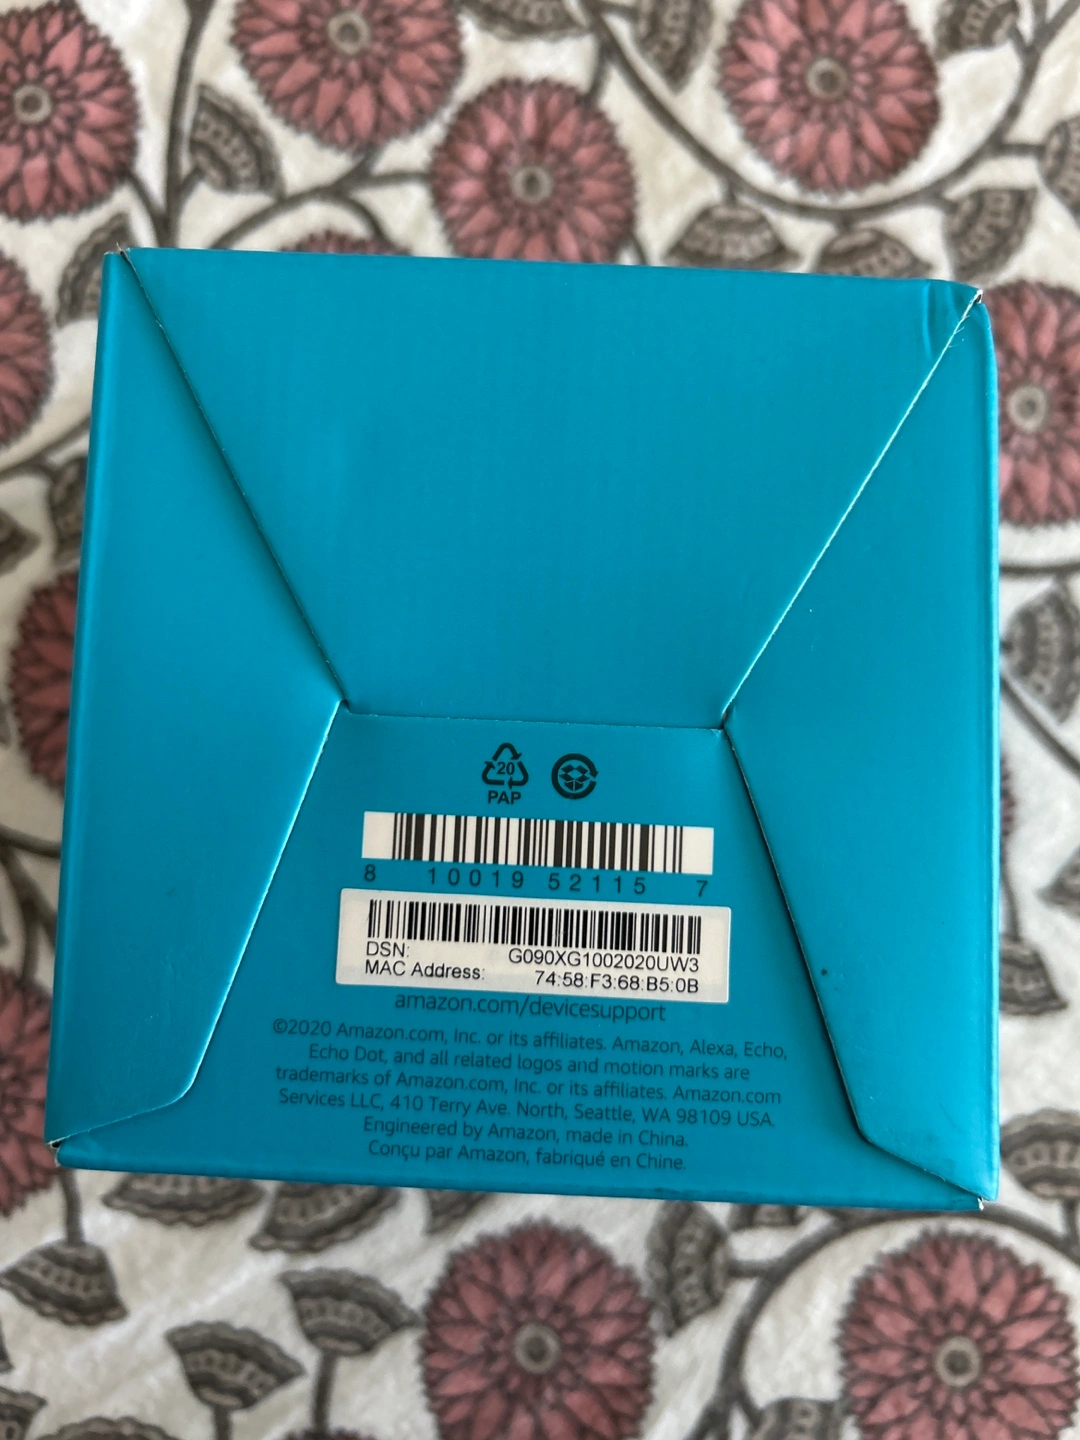 20
PAP
8 10019 52115 7
DSN: G090XG1002020UW3
MAC Address: 74:58:F3:68:B5:0B
amazon.com/devicesupport
©2020 Amazon.com, Inc. or its affiliates. Amazon, Alexa, Echo,
Echo Dot, and all related logos and motion marks are
trademarks of Amazon.com, Inc. or its affiliates. Amazon.com
Services LLC, 410 Terry Ave. North, Seattle, WA 98109 USA.
Engineered by Amazon, made in China.
Conçu par Amazon, fabriqué en Chine.